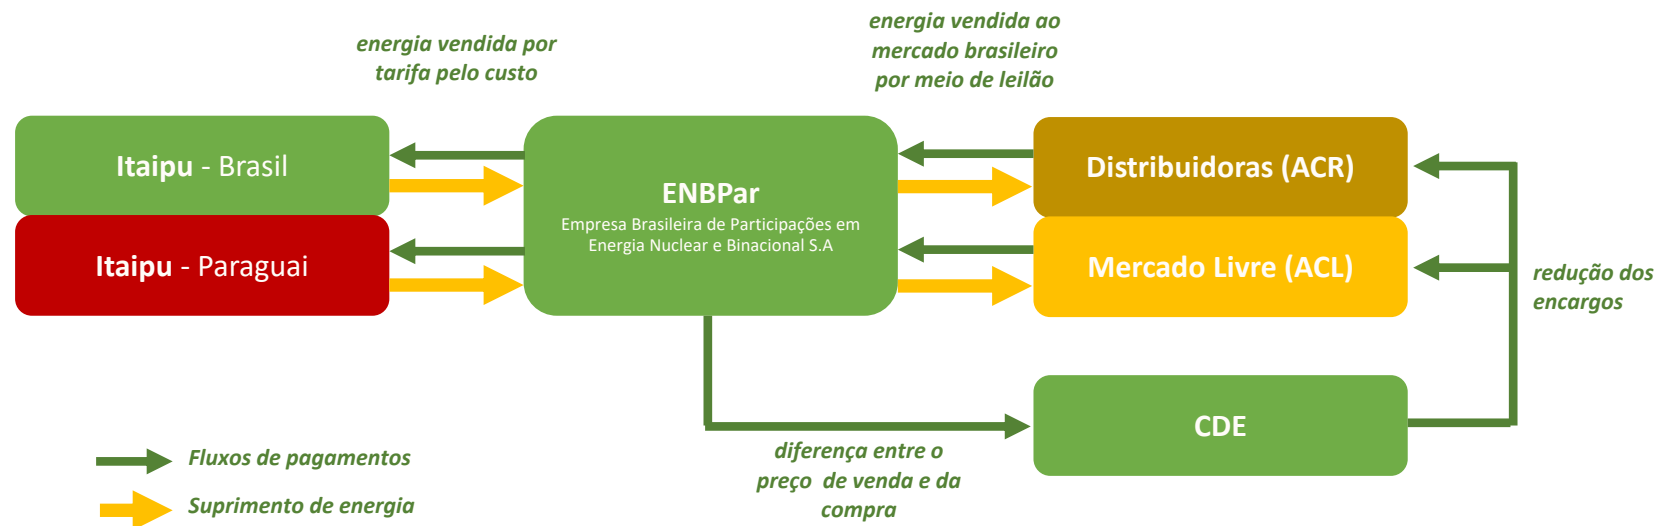 energia vendida por
tarifa pelo custo
energia vendida ao
mercado brasileiro
por meio de leilão
Itaipu - Brasil
Itaipu - Paraguai
ENBPar
Empresa Brasileira de Participações em
Energia Nuclear e Binacional S.A
Distribuidoras (ACR)
Mercado Livre (ACL)
redução dos
encargos
CDE
diferença entre o
preço de venda e da
compra
Fluxos de pagamentos
Suprimento de energia